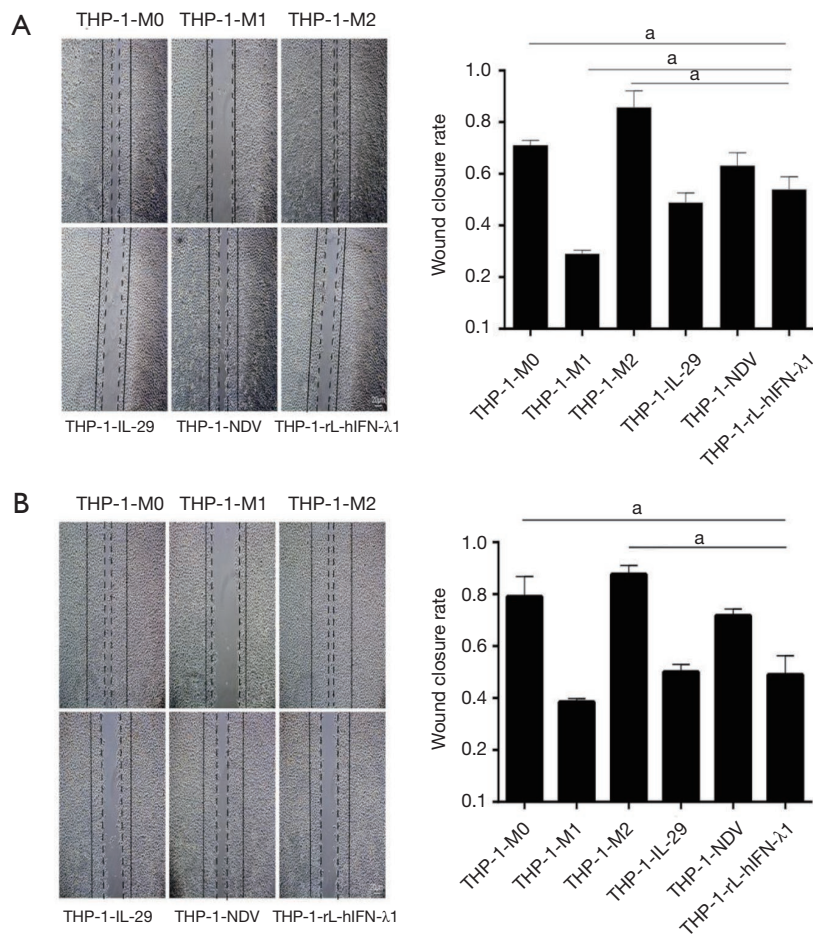 A
THP-1-M0 THP-1-M1 THP-1-M2
THP-1-IL-29 THP-1-NDV THP-1-rL-hIFN-λ1
a
a
a
Wound closure rate
1.0
0.8
0.6
0.4
0.2
0.1
THP-1-M0
THP-1-M1
THP-1-M2
THP-1-IL-29
THP-1-NDV
THP-1-rL-hIFN-λ1
B
THP-1-M0 THP-1-M1 THP-1-M2
THP-1-IL-29 THP-1-NDV THP-1-rL-hIFN-λ1
a
a
Wound closure rate
1.0
0.8
0.6
0.4
0.2
0.1
THP-1-M0
THP-1-M1
THP-1-M2
THP-1-IL-29
THP-1-NDV
THP-1-rL-hIFN-λ1